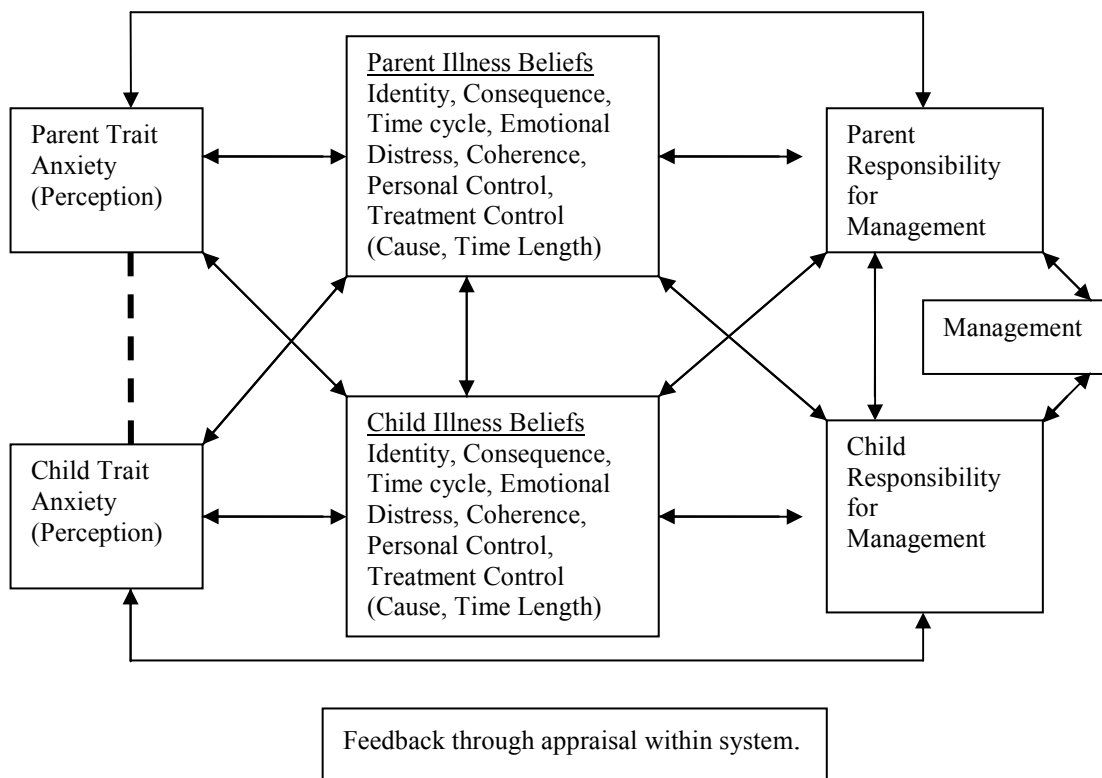 Parent Trait
Anxiety
(Perception)
Parent Illness Beliefs
Identity, Consequence,
Time cycle, Emotional
Distress, Coherence,
Personal Control,
Treatment Control
(Cause, Time Length)
Parent
Responsibility
for
Management
Management
Child Trait
Anxiety
(Perception)
Child Illness Beliefs
Identity, Consequence,
Time cycle, Emotional
Distress, Coherence,
Personal Control,
Treatment Control
(Cause, Time Length)
Child
Responsibility
for
Management
Feedback through appraisal within system.